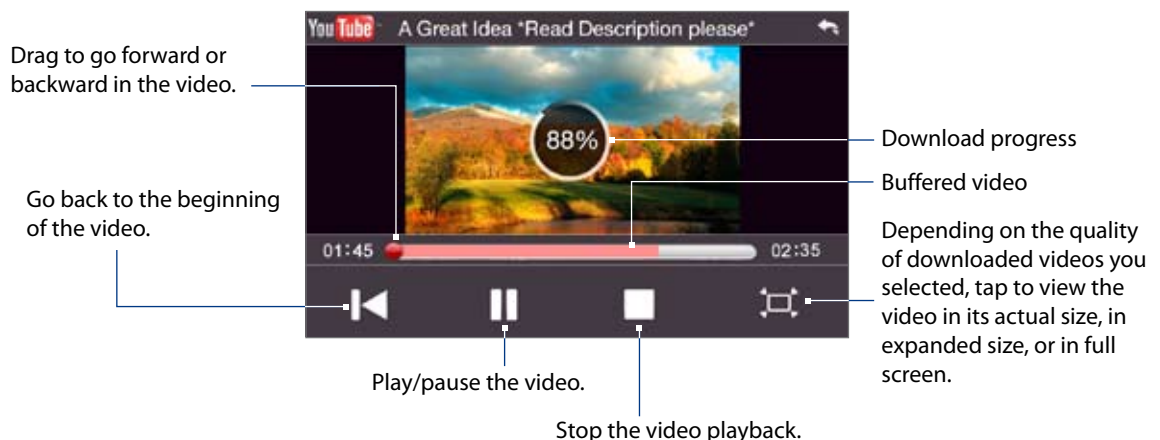 You Tube A Great Idea *Read Description please*
Drag to go forward or
backward in the video.
88%
Download progress
Buffered video
Go back to the beginning
of the video.
01:45
02:35
Depending on the quality
of downloaded videos you
selected, tap to view the
video in its actual size, in
expanded size, or in full
screen.
Play/pause the video.
Stop the video playback.